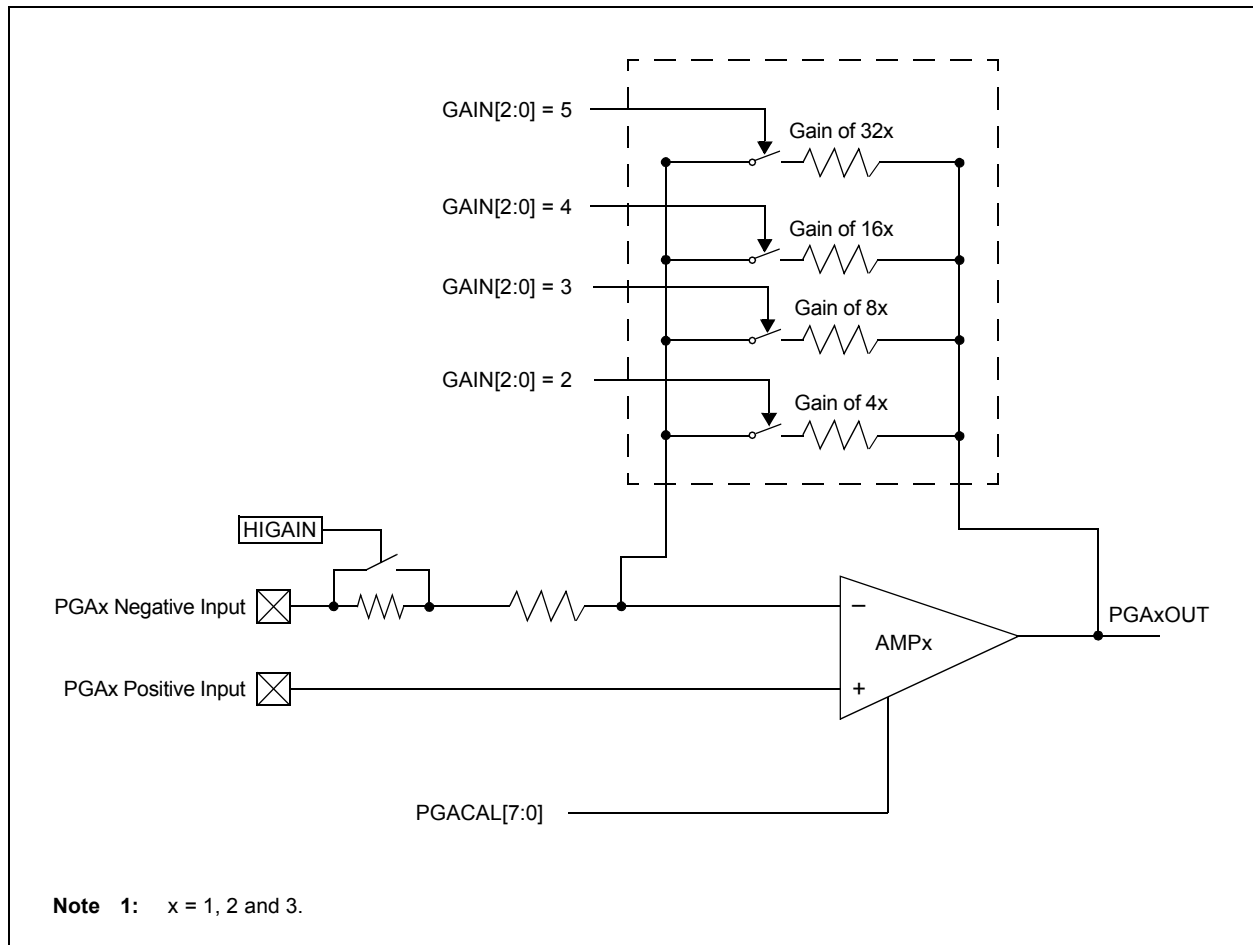 GAIN[2:0] = 5
Gain of 32x
GAIN[2:0] = 4
Gain of 16x
GAIN[2:0] = 3
Gain of 8x
GAIN[2:0] = 2
Gain of 4x
HIGAIN
PGAx Negative Input
–
PGAxOUT
AMPx
PGAx Positive Input
+
PGACAL[7:0]
Note 1: x = 1, 2 and 3.